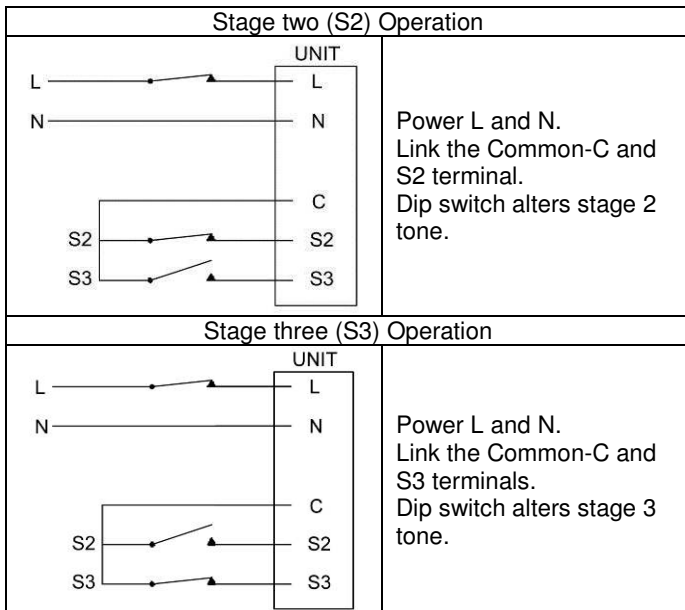 Stage two (S2) Operation
UNIT
L L
N N
C
S2 S2
S3 S3
Power L and N.
Link the Common-C and
S2 terminal.
Dip switch alters stage 2
tone.
Stage three (S3) Operation
UNIT
L L
N N
C
S2 S2
S3 S3
Power L and N.
Link the Common-C and
S3 terminals.
Dip switch alters stage 3
tone.